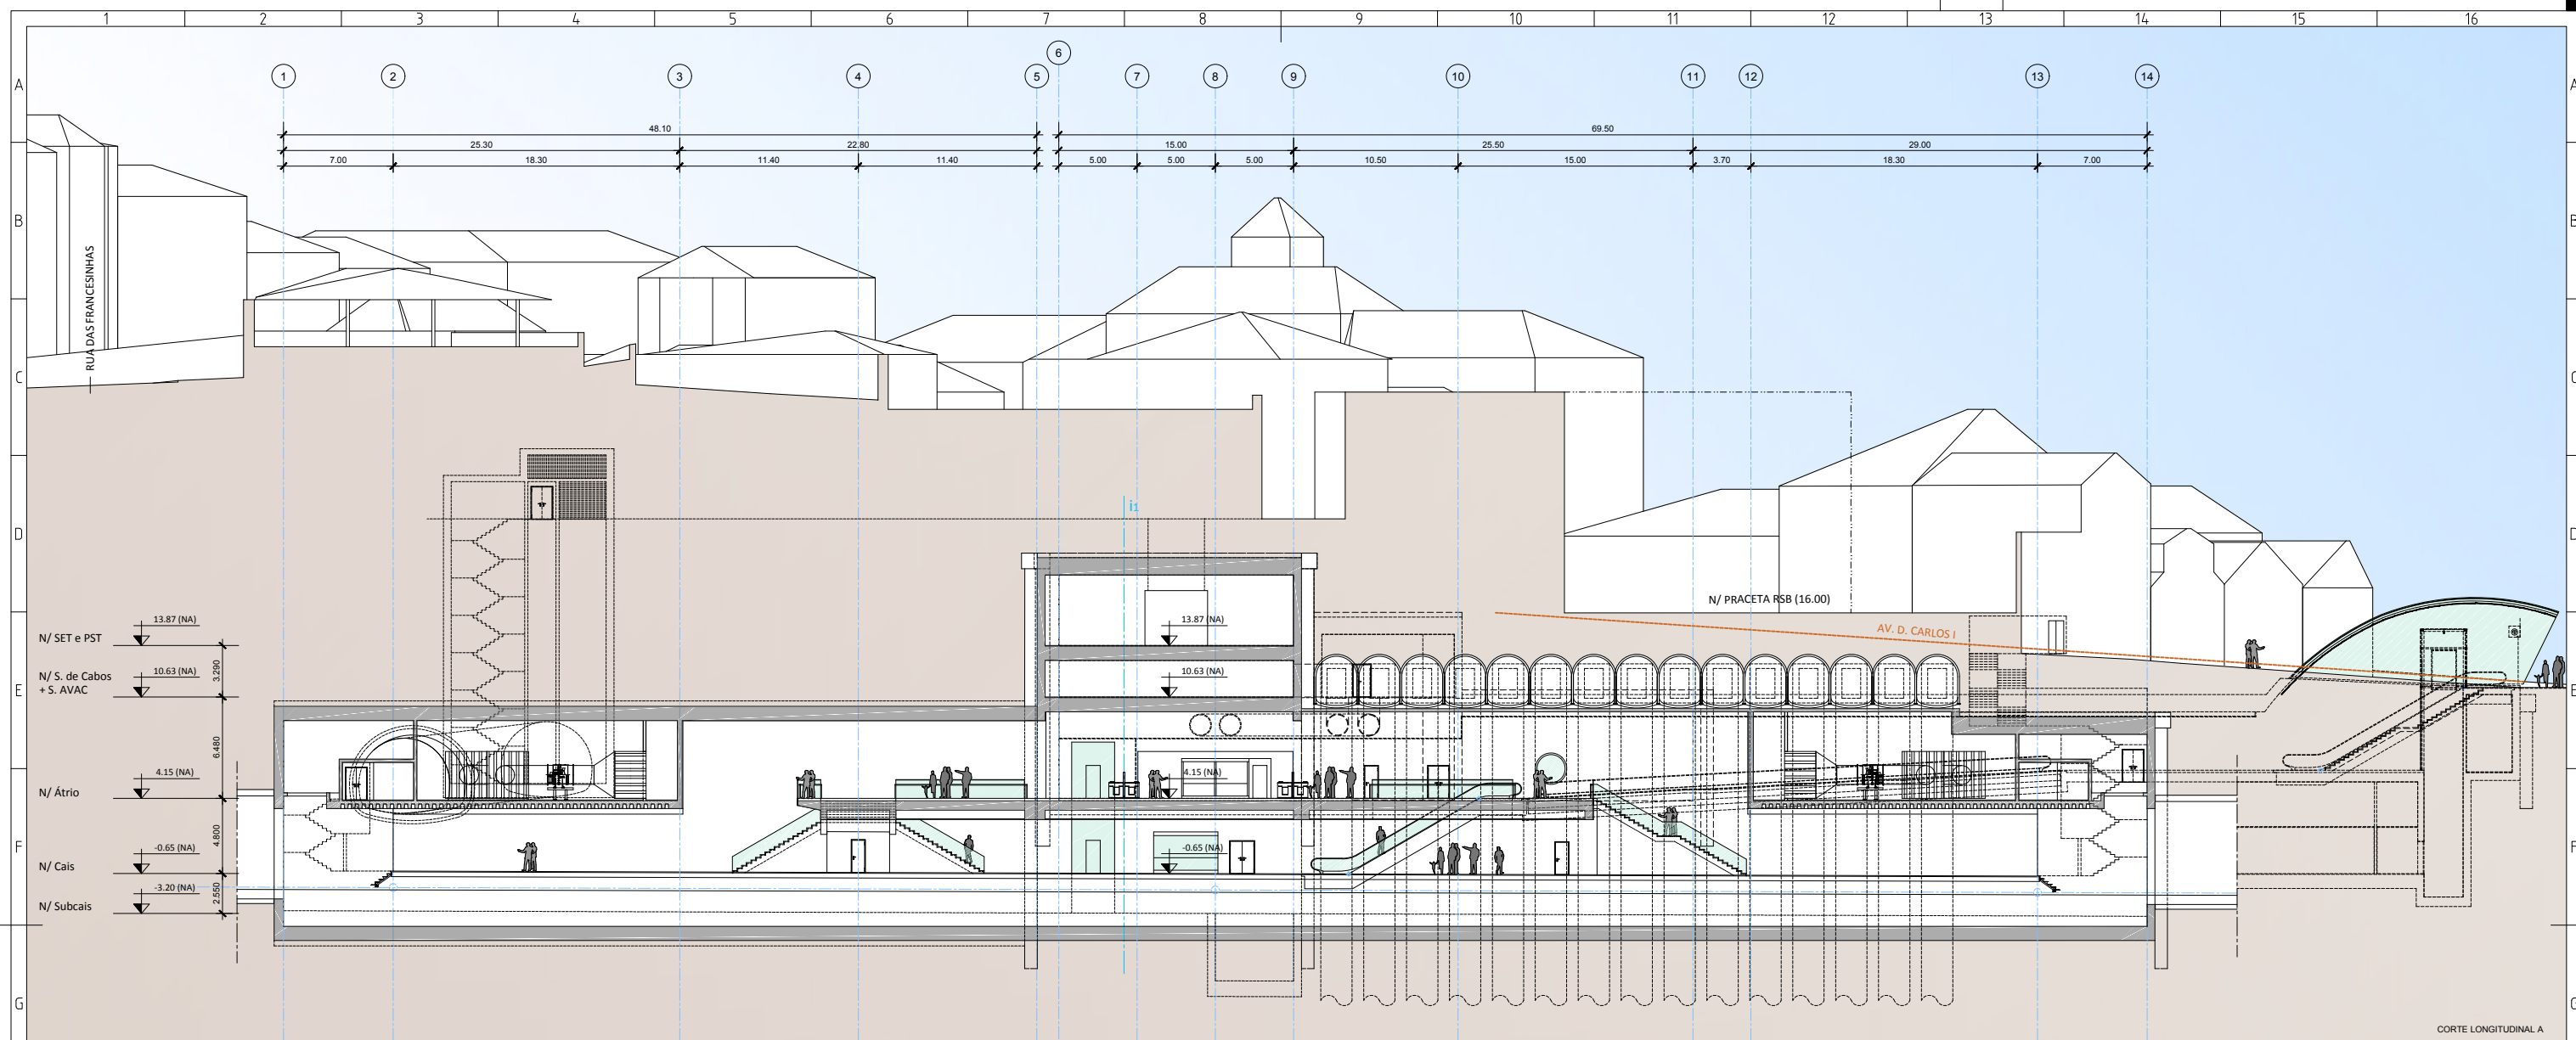 1 2 3 4 5 6 7 8 9 10 11 12 13 14 15 16
6
1 2 3 4 5 7 8 9 10 11 12 13 14
A
A
48.10 69.50
25.30 22.80 15.00 25.50 29.00
7.00 18.30 11.40 11.40 5.00 5.00 5.00 10.50 15.00 3.70 18.30 7.00
B
B
RUA DAS FRANCESINHAS
C
C
i1
D
D
N/ PRACETA RSB (16.00)
AV. D. CARLOS I
13.87 (NA)
N/ SET e PST
13.87 (NA)
3.290
10.63 (NA)
N/ S. de Cabos
+ S. AVAC
10.63 (NA)
E
E
6.480
4.15 (NA)
N/ Átrio
4.15 (NA)
4.800
F
F
-0.65 (NA)
N/ Cais
-0.65 (NA)
-3.20 (NA)
2.550
N/ Subcais
G
G
CORTE LONGITUDINAL A